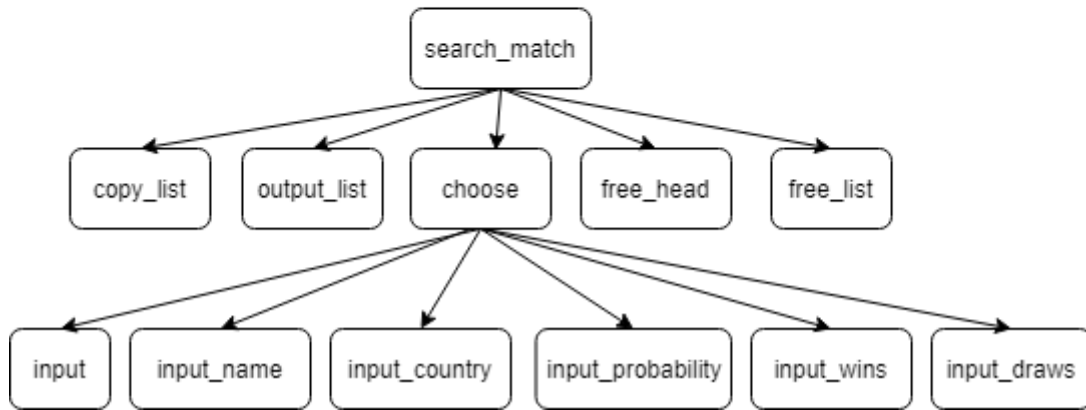 search_match
copy_list
output_list
choose
free_head
free_list
input
input_name
input_country
input_probability
input_wins
input_draws